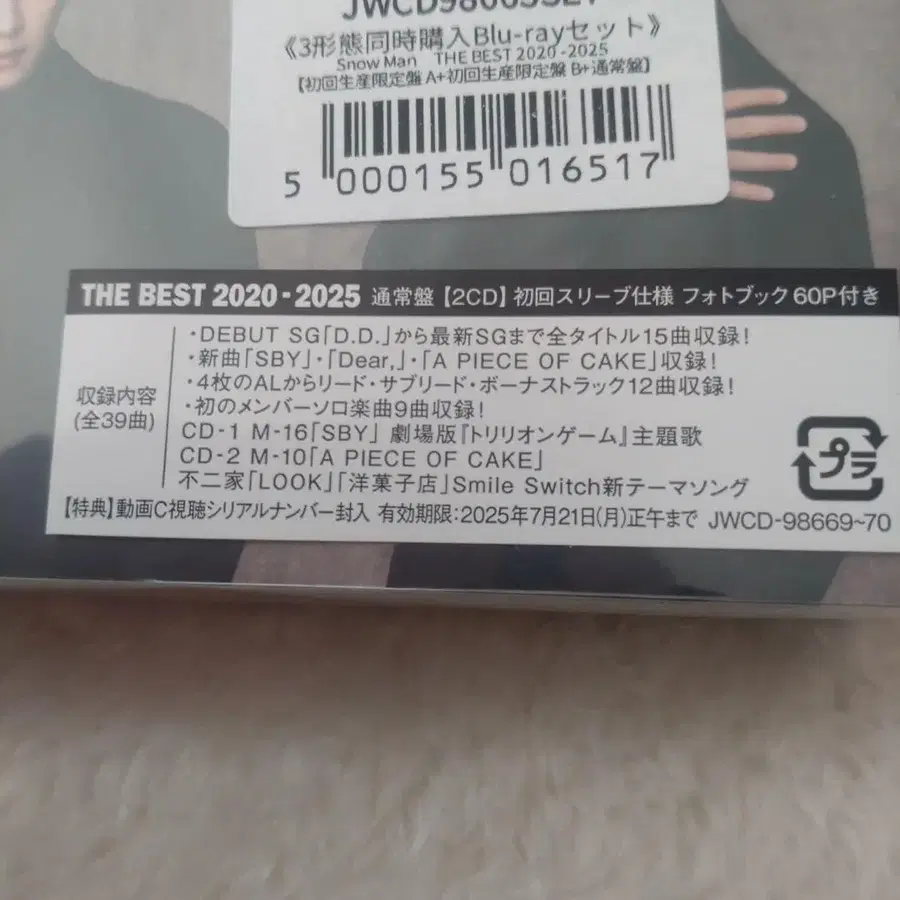 《3形態同時購入Blu-rayセット》
Snow Man THE BEST 2020-2025
【初回生産限定盤 A+初回生産限定盤 B+通常盤】
5 000155 016517
THE BEST 2020-2025 通常盤【2CD】初回スリーブ仕様 フォトブック 60P付き
収録内容
(全39曲)
・DEBUT SG「D.D.」から最新SGまで全タイトル15曲収録!
・新曲「SBY」・「Dear,」・「A PIECE OF CAKE」収録!
・4枚のALからリード・サブリード・ボーナストラック12曲収録!
・初のメンバーソロ楽曲9曲収録!
CD-1 M-16「SBY」 劇場版『トリリオンゲーム』主題歌
CD-2 M-10「A PIECE OF CAKE」
不二家「LOOK」「洋菓子店」Smile Switch新テーマソング
プラ
【特典】動画C視聴シリアルナンバー封入 有効期限:2025年7月21日(月)正午まで JWCD-98669~70